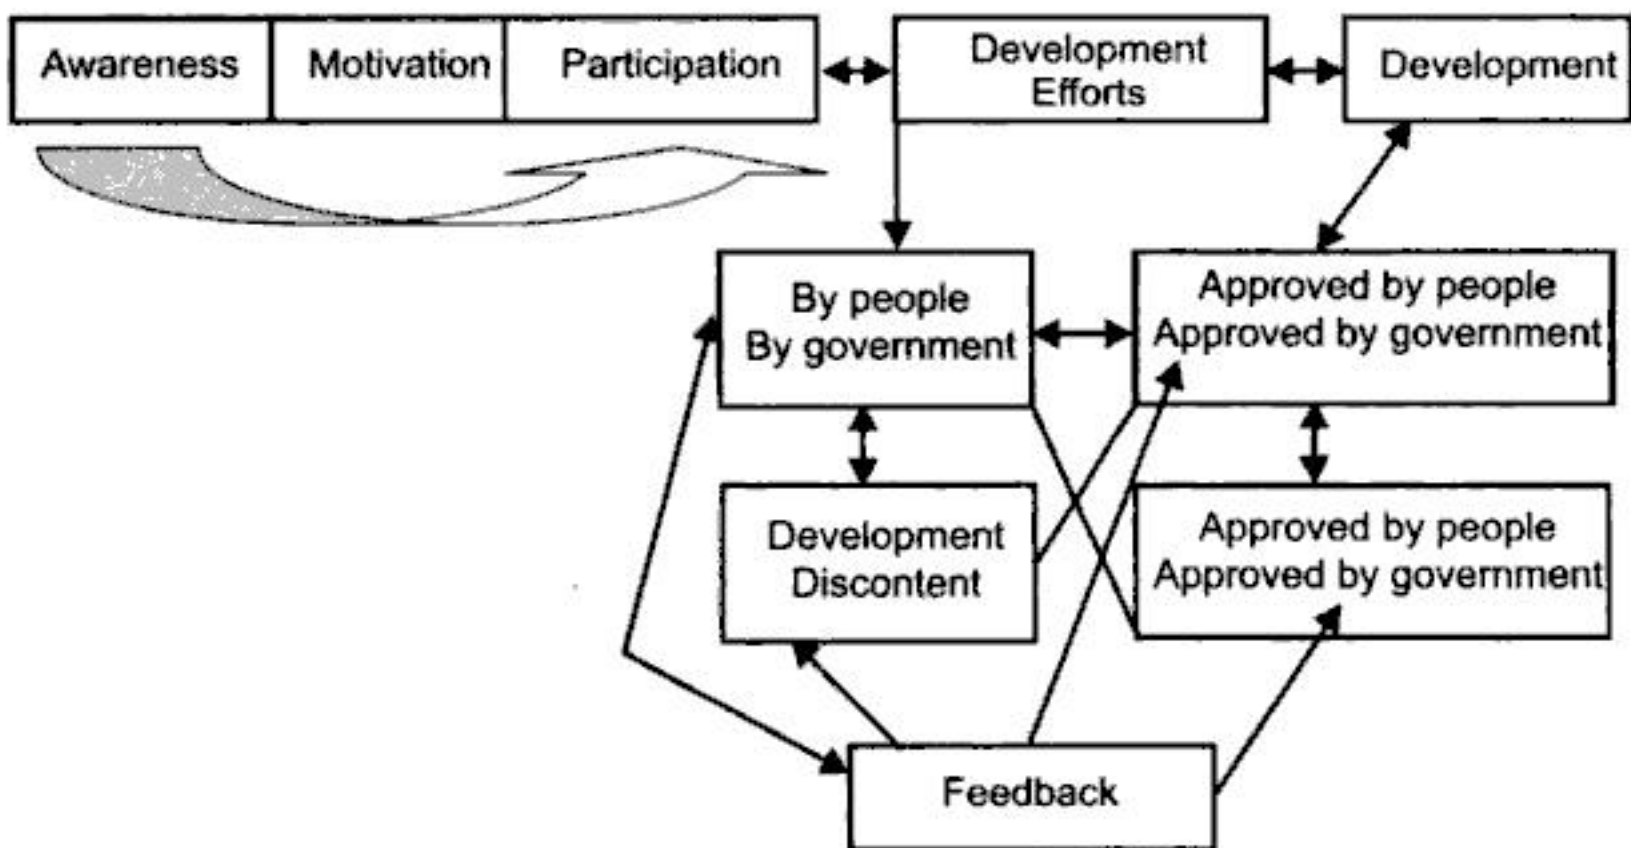 Awareness
Motivation
Participation
Development
Efforts
Development
By people
By government
Approved by people
Approved by government
Development
Discontent
Approved by people
Approved by government
Feedback